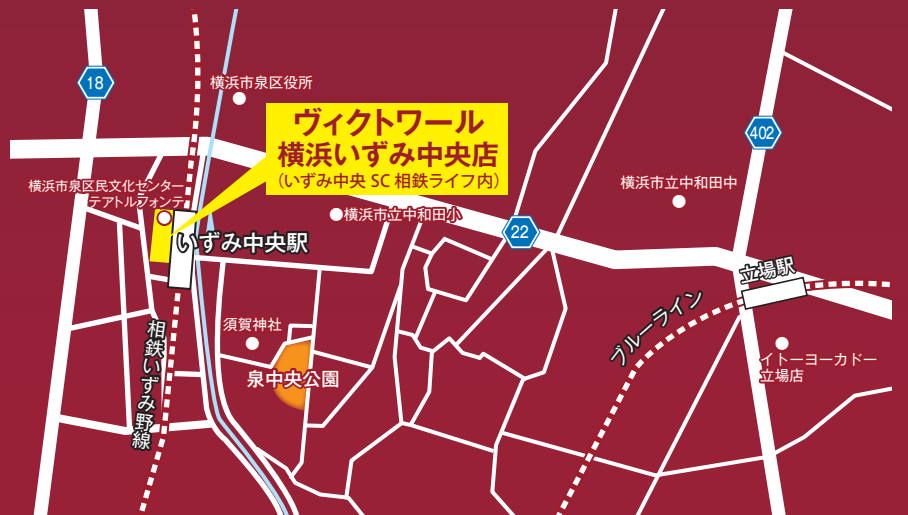 18
横浜市泉区役所
ヴィクトワール
横浜いずみ中央店
(いずみ中央 SC 相鉄ライフ内)
402
横浜市泉区民文化センター
テアトルフォンテ
横浜市立中和田小
横浜市立中和田中
22
いずみ中央駅
立場駅
ブルーライン
須賀神社
泉中央公園
相鉄いずみ野線
イトーヨーカドー
立場店